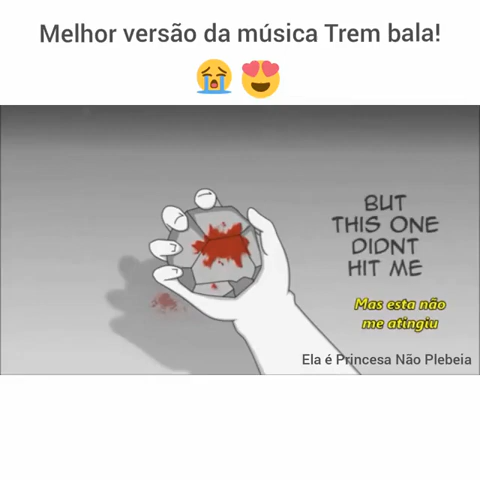 Melhor versão da música Trem bala!
BUT
THIS ONE
DIDNT
HIT ME
Mas esta não
me atingiu
Ela é Princesa Não Plebeia